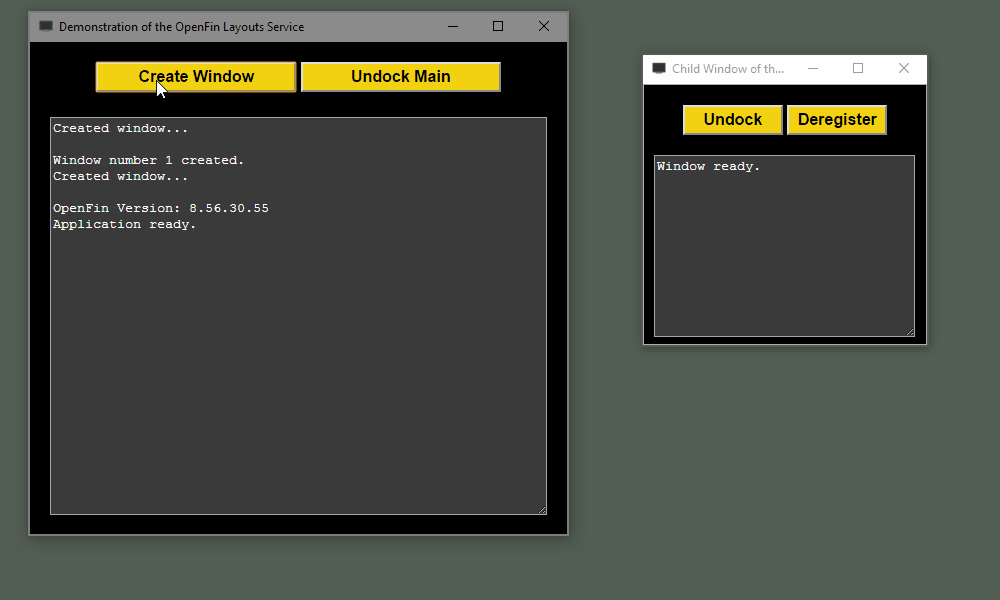 Demonstration of the OpenFin Layouts Service
Create Window
Undock Main
Created window...
Window number 1 created.
Created window...
OpenFin Version: 8.56.30.55
Application ready.
Child Window of th...
Undock
Deregister
Window ready.